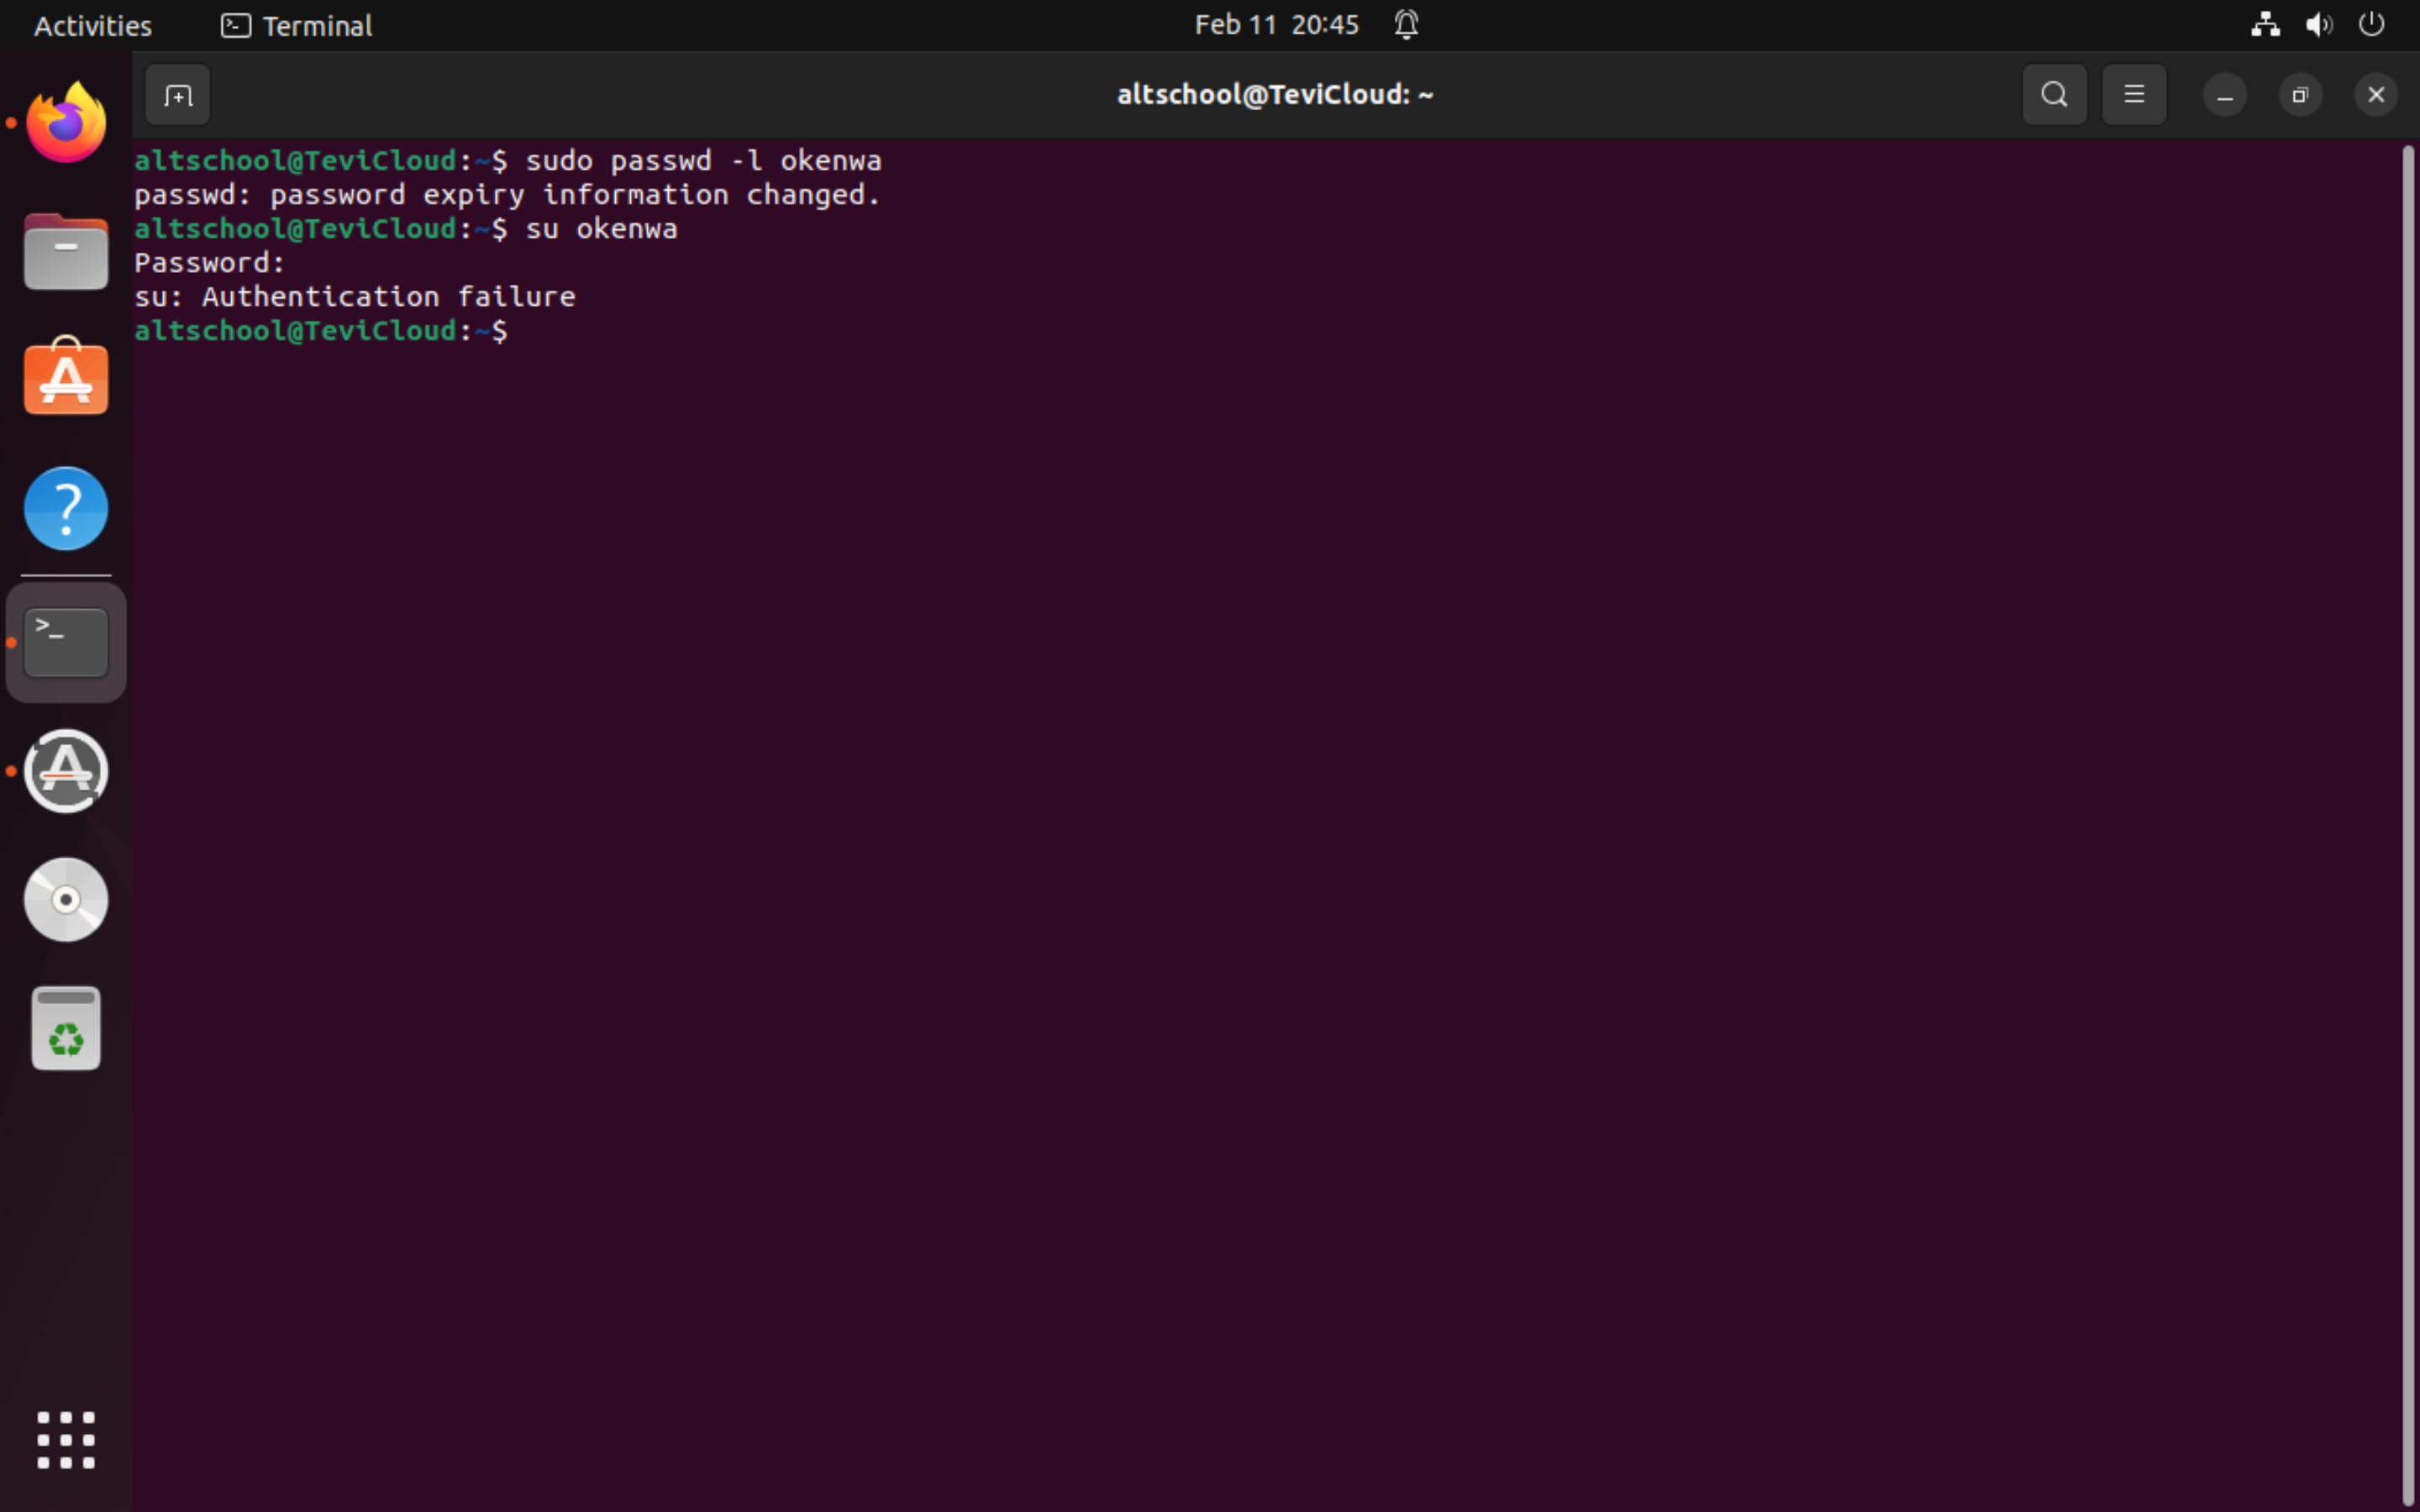 Activities Terminal Feb 11 20:45
altschool@TeviCloud: ~
altschool@TeviCloud:~$ sudo passwd -l okenwa
passwd: password expiry information changed.
altschool@TeviCloud:~$ su okenwa
Password:
su: Authentication failure
altschool@TeviCloud:~$